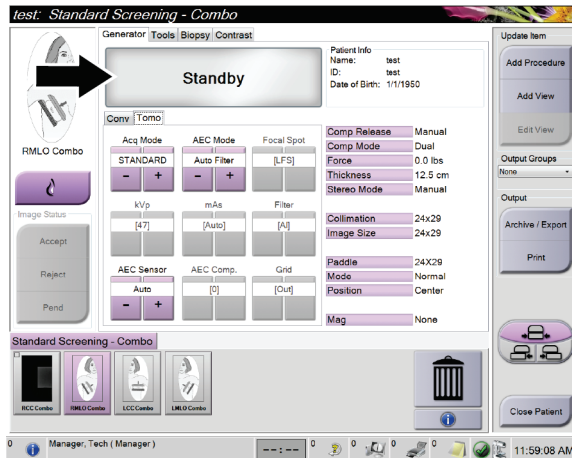 test: Standard Screening - Combo
Generator Tools Biopsy Contrast
Standby
Patient Info
Name: test
ID: test
Date of Birth: 1/1/1950
Update Item
Add Procedure
Add View
Edit View
Output Groups
None
Output
Archive / Export
Print
Close Patient
RMLO Combo
Image Status
Accept
Reject
Pend
Conv Tomo
Acq Mode AEC Mode Focal Spot
STANDARD Auto Filter [LFS]
- + - +
kVp mAs Filter
[47] [Auto] [Al]
AEC Sensor AEC Comp. Grid
Auto [0] [Out]
- +
Comp Release Manual
Comp Mode Dual
Force 0.0 lbs
Thickness 12.5 cm
Stereo Mode Manual
Collimation 24x29
Image Size 24x29
Paddle 24X29
Mode Normal
Position Center
Mag None
Standard Screening - Combo
RCC Combo RMLO Combo LCC Combo LMLO Combo
0 Manager, Tech ( Manager ) --:-- 0 0 0 0 11:59:08 AM